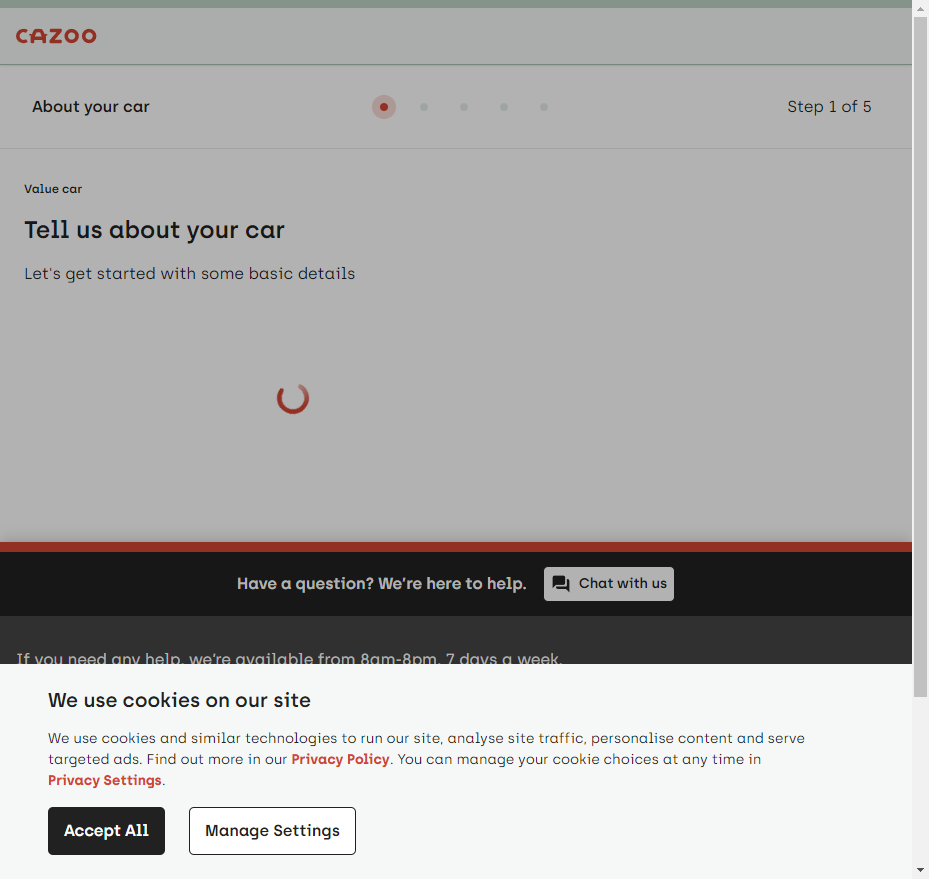 CAZOO
About your car
Step 1 of 5
Value car
Tell us about your car
Let's get started with some basic details
Have a question? We're here to help.
Chat with us
If you need any help, we're available from 8am-8pm, 7 days a week.
We use cookies on our site
We use cookies and similar technologies to run our site, analyse site traffic, personalise content and serve
targeted ads. Find out more in our Privacy Policy. You can manage your cookie choices at any time in
Privacy Settings.
Accept All
Manage Settings